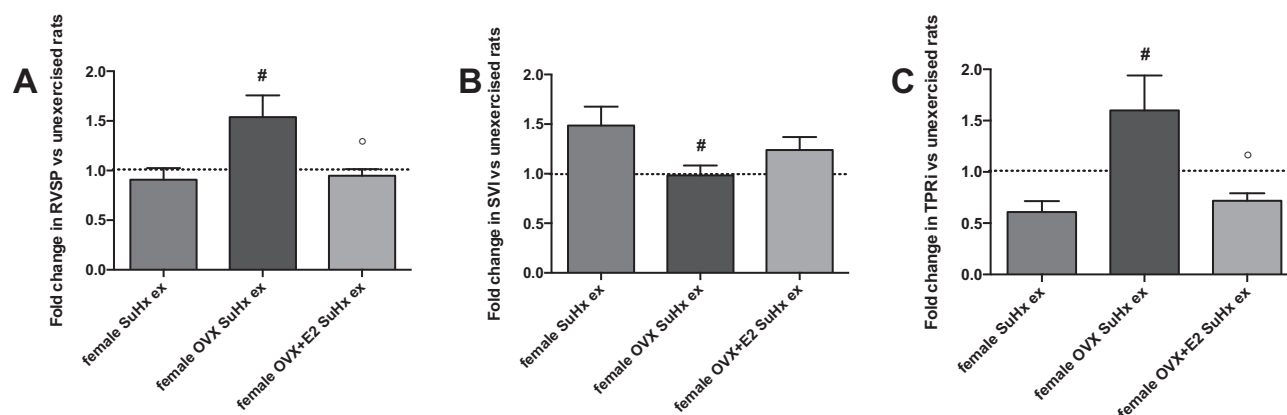 A
Fold change in RVSP vs unexercised rats
2.0
1.5
1.0
0.5
0.0
#
°
female SuHx ex
female OVX SuHx ex
female OVX+E2 SuHx ex
B
Fold change in SVI vs unexercised rats
2.0
1.5
1.0
0.5
0.0
#
female SuHx ex
female OVX SuHx ex
female OVX+E2 SuHx ex
C
Fold change in TPRi vs unexercised rats
2.0
1.5
1.0
0.5
0.0
#
°
female SuHx ex
female OVX SuHx ex
female OVX+E2 SuHx ex